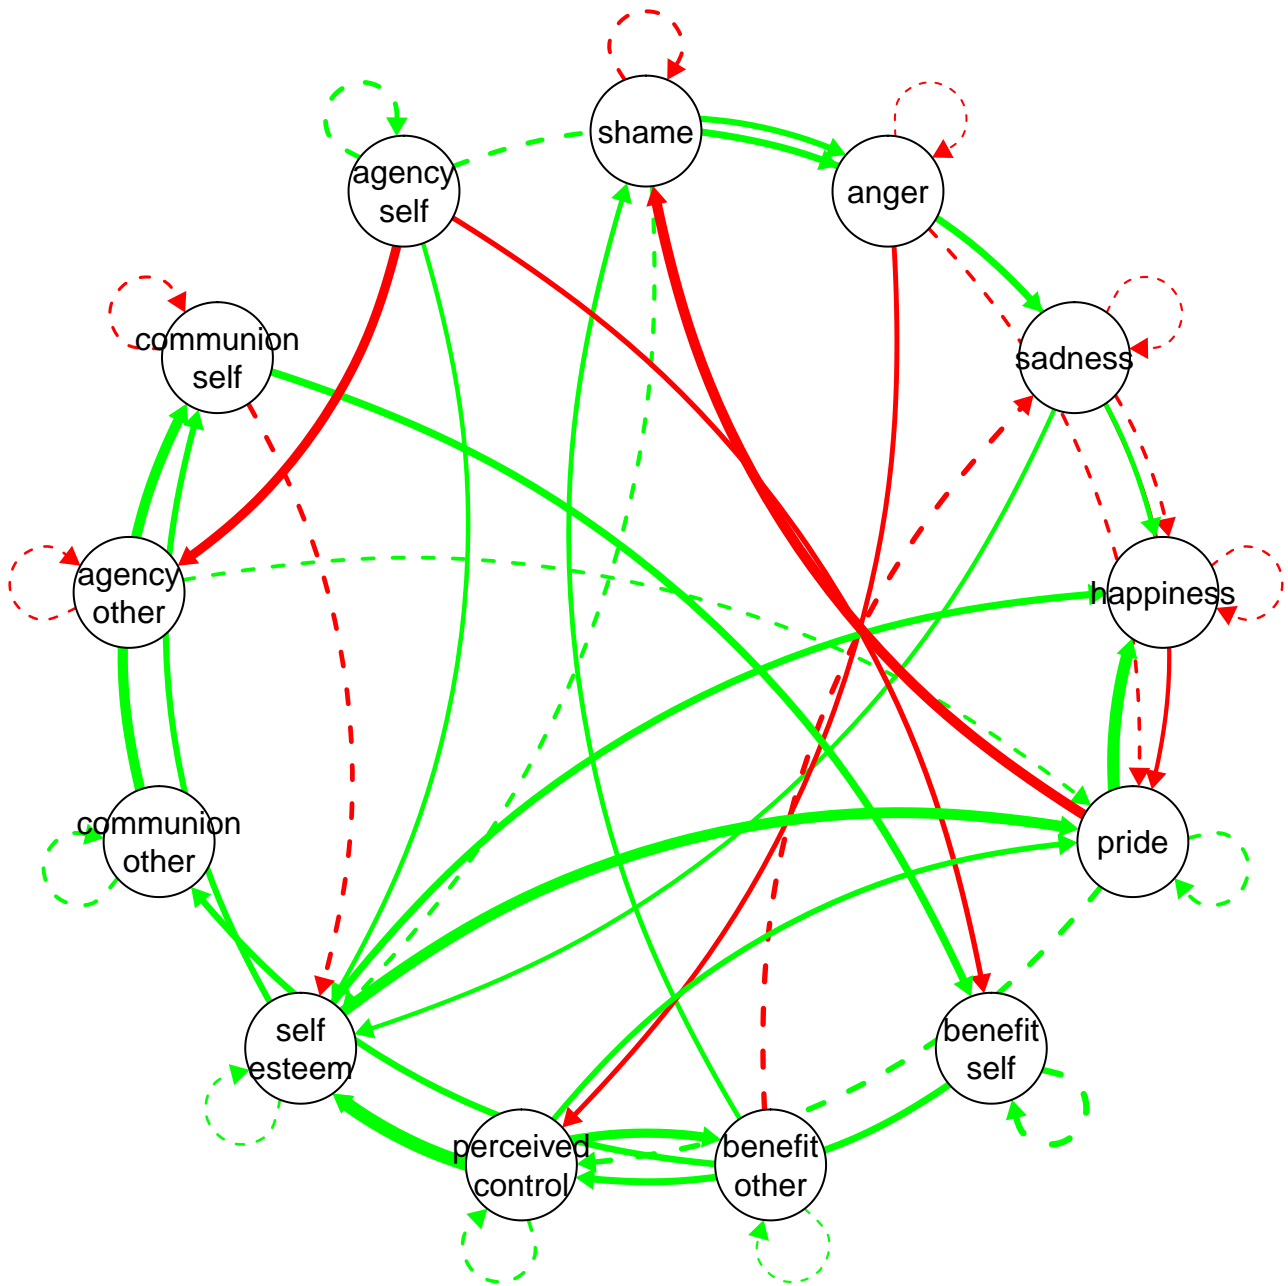 shame
agency
self
anger
communion
self
sadness
agency
other
happiness
communion
other
pride
self
esteem
benefit
self
perceived
control
benefit
other